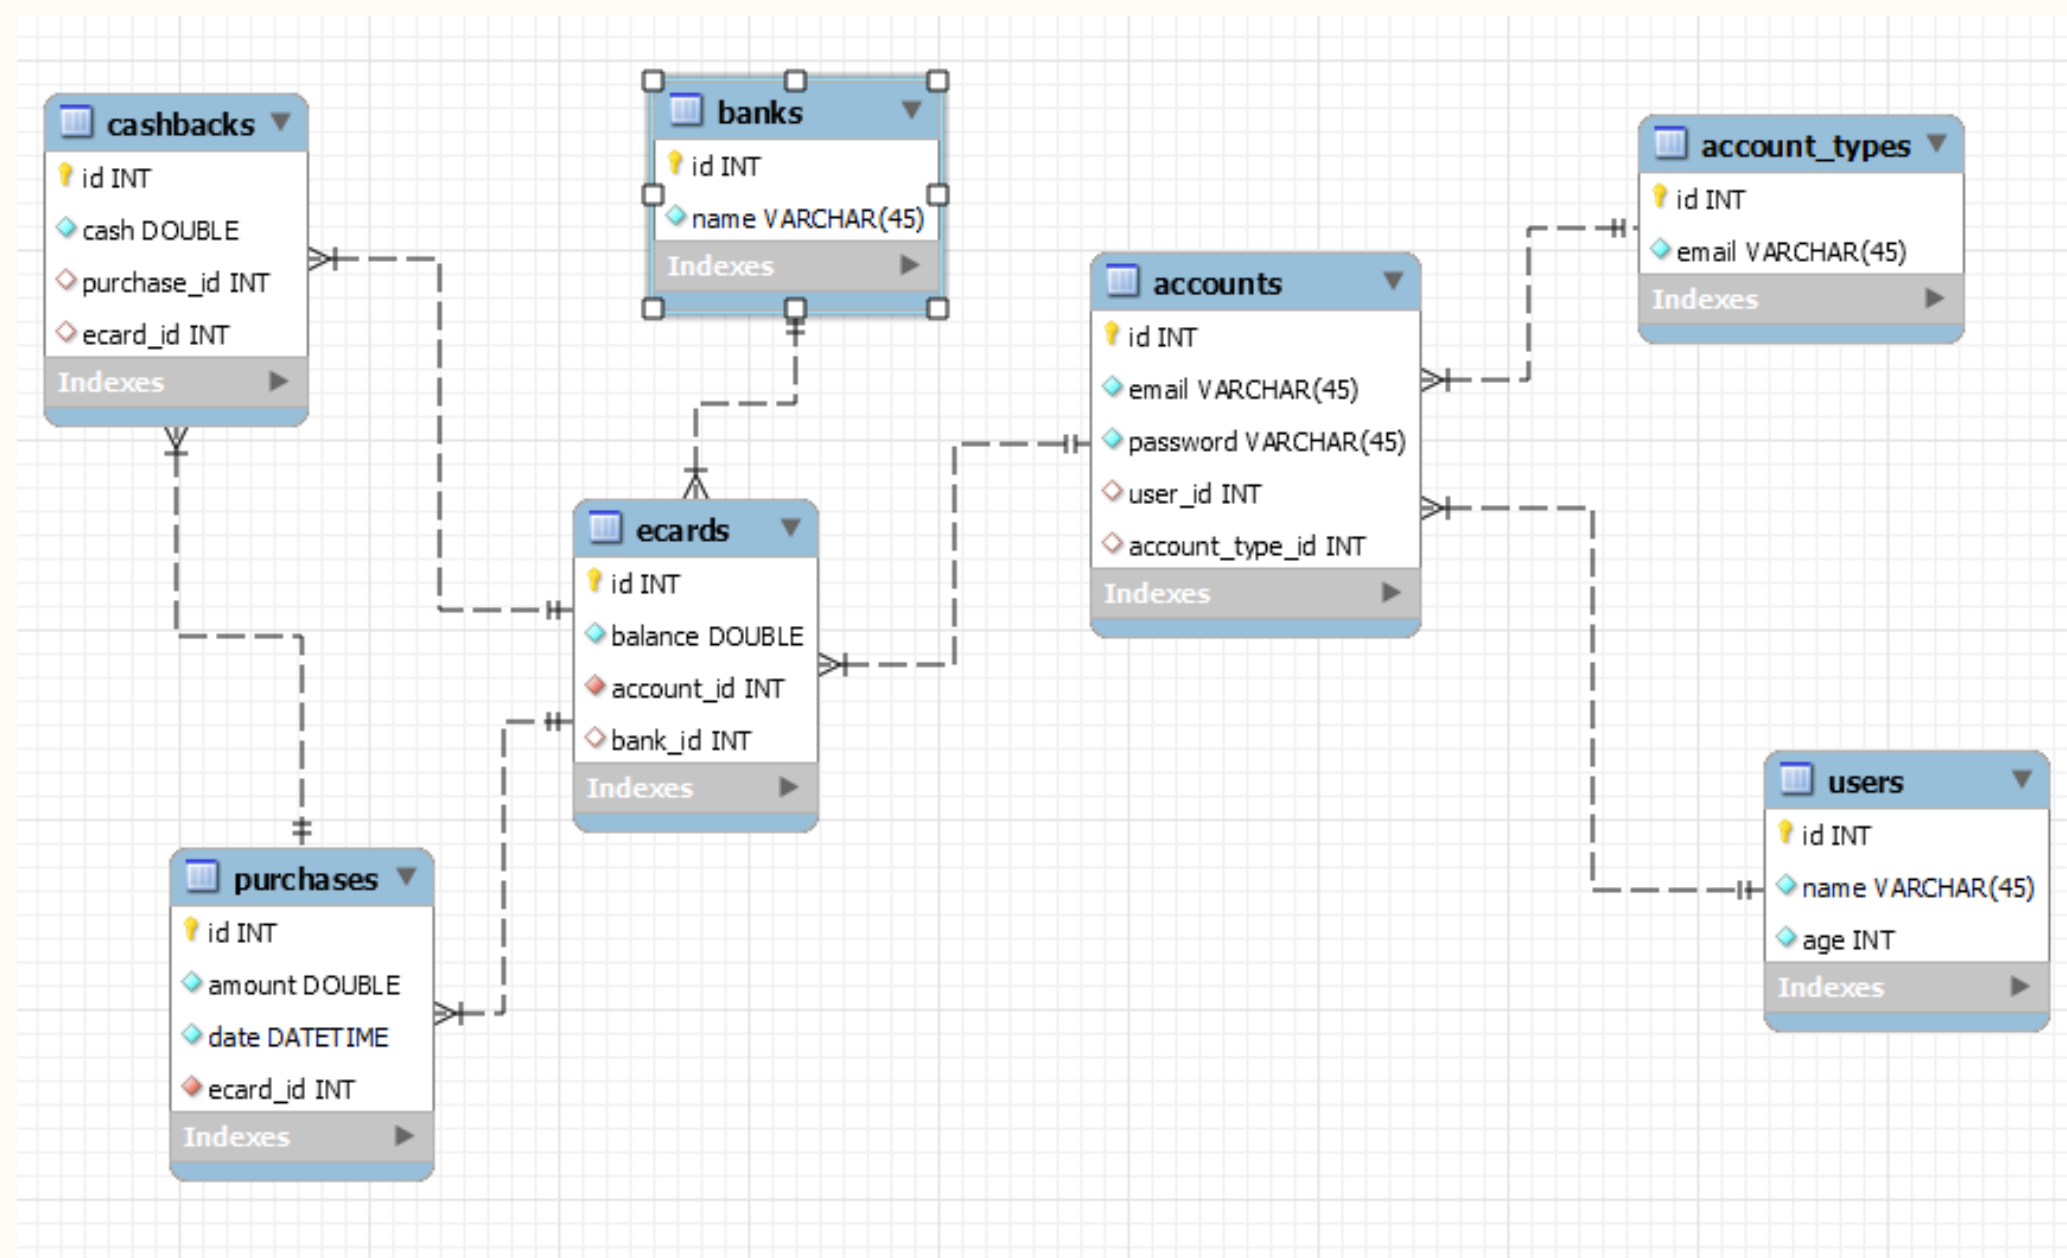 cashbacks
id INT
cash DOUBLE
purchase_id INT
ecard_id INT
Indexes
banks
id INT
name VARCHAR(45)
Indexes
account_types
id INT
email VARCHAR(45)
Indexes
accounts
id INT
email VARCHAR(45)
password VARCHAR(45)
user_id INT
account_type_id INT
Indexes
ecards
id INT
balance DOUBLE
account_id INT
bank_id INT
Indexes
users
id INT
name VARCHAR(45)
age INT
Indexes
purchases
id INT
amount DOUBLE
date DATETIME
ecard_id INT
Indexes